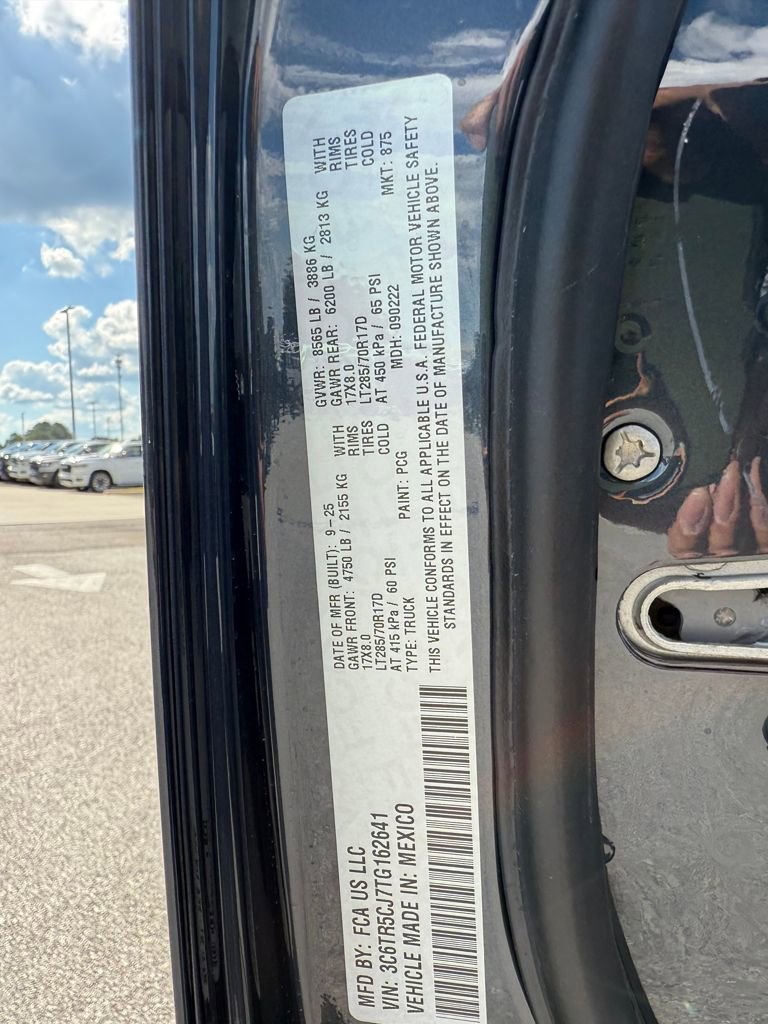 MFD BY: FCA US LLC
VIN: 3C6TR5CJ7TG162641
VEHICLE MADE IN: MEXICO
DATE OF MFR (BUILT): 9-25 GVWR: 8565 LB / 3886 KG
GAWR FRONT: 4750 LB / 2155 KG WITH GAWR REAR: 6200 LB / 2813 KG WITH
17X8.0 RIMS 17X8.0 RIMS
LT285/70R17D TIRES LT285/70R17D TIRES
AT 415 kPa / 60 PSI COLD AT 450 kPa / 65 PSI COLD
TYPE: TRUCK PAINT: PCG MDH: 090222 MKT: 875
THIS VEHICLE CONFORMS TO ALL APPLICABLE U.S.A. FEDERAL MOTOR VEHICLE SAFETY
STANDARDS IN EFFECT ON THE DATE OF MANUFACTURE SHOWN ABOVE.